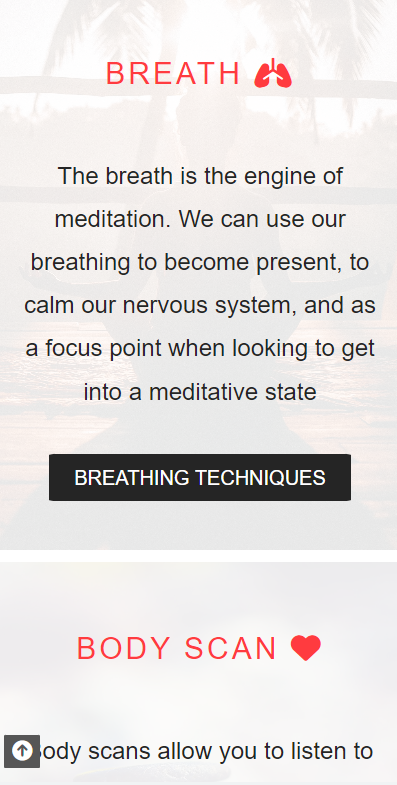 BREATH
The breath is the engine of
meditation. We can use our
breathing to become present, to
calm our nervous system, and as
a focus point when looking to get
into a meditative state
BREATHING TECHNIQUES
BODY SCAN
Body scans allow you to listen to